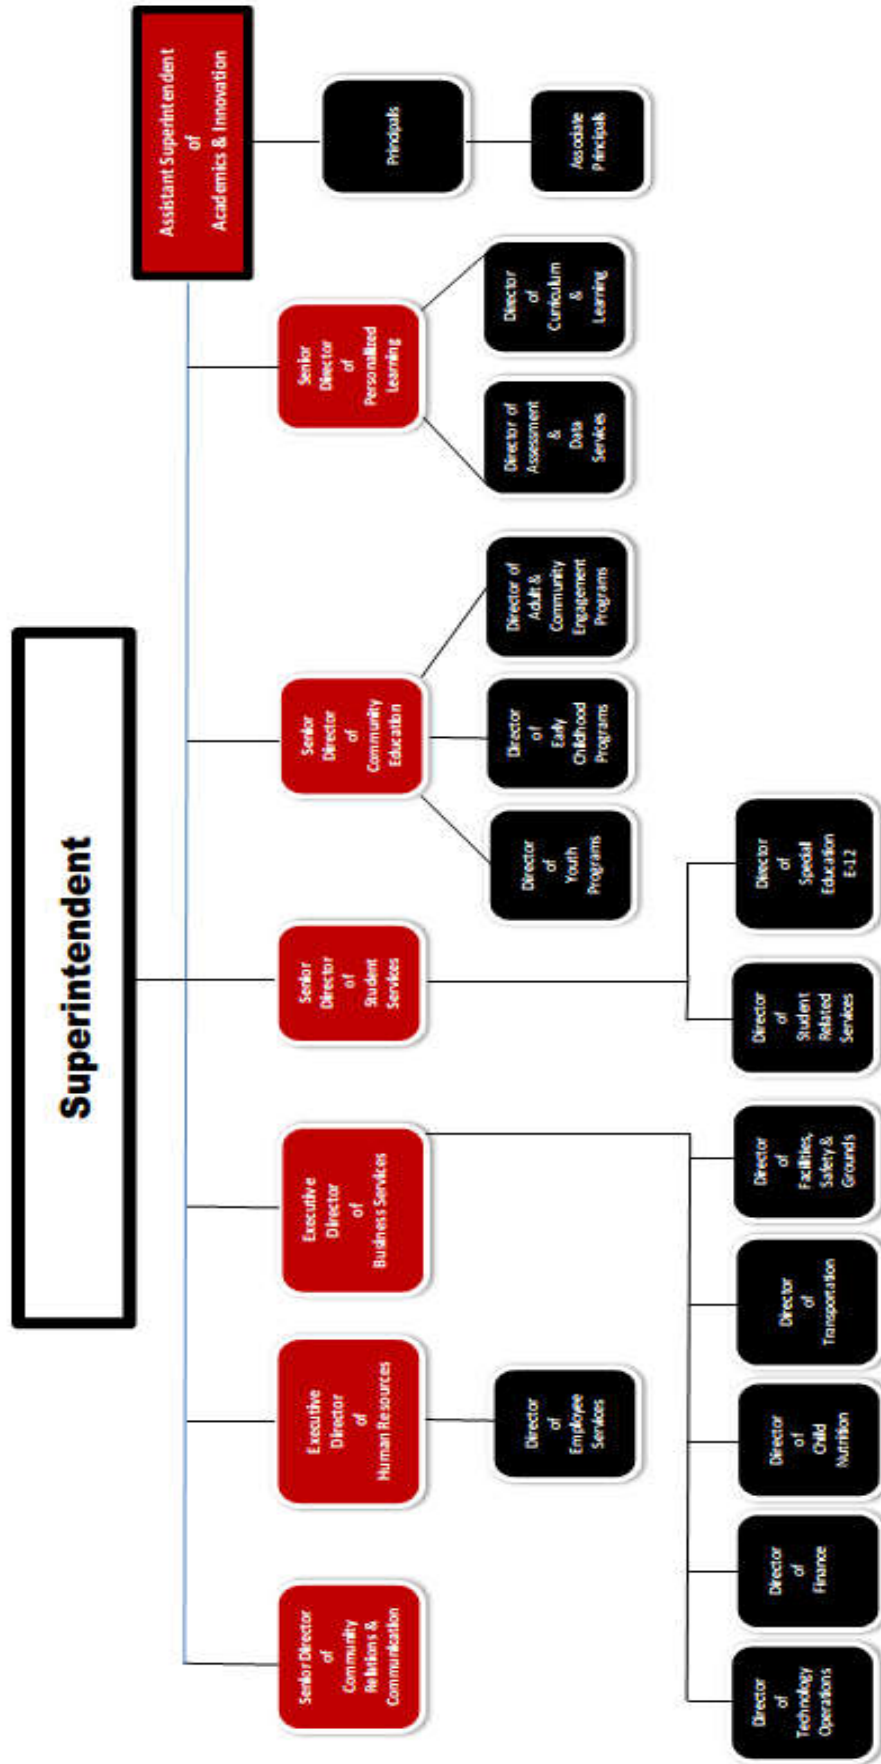 Superintendent
Assistant Superintendent
of
Academics & Innovation
Senior Director
of
Community
Relations &
Communication
Executive
Director
of
Human Resources
Executive
Director
of
Business Services
Senior
Director
of
Student
Services
Senior
Director
of
Community
Education
Senior
Director
of
Personalized
Learning
Principals
Associate
Principals
Director
of
Employee
Services
Director
of
Youth
Programs
Director
of
Early
Childhood
Programs
Director of
Adult &
Community
Engagement
Programs
Director of
Assessment
&
Data
Services
Director
of
Curriculum
&
Learning
Director
of
Technology
Operations
Director
of
Finance
Director
of
Child
Nutrition
Director
of
Transportation
Director
of
Facilities,
Safety &
Grounds
Director
of
Student
Related
Services
Director
of
Special
Education
E-12